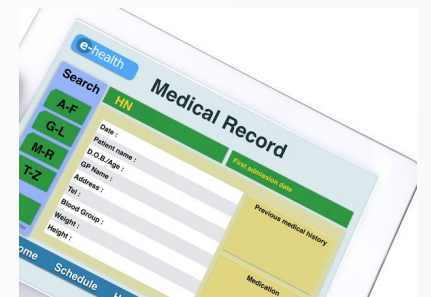 e-health
Medical Record
Search
A-F
G-L
M-R
T-Z
HN
First admission date
Date :
Patient name :
D.O.B./Age :
GP Name :
Address :
Tel :
Blood Group :
Weight :
Height :
Previous medical history
Medication
Schedule